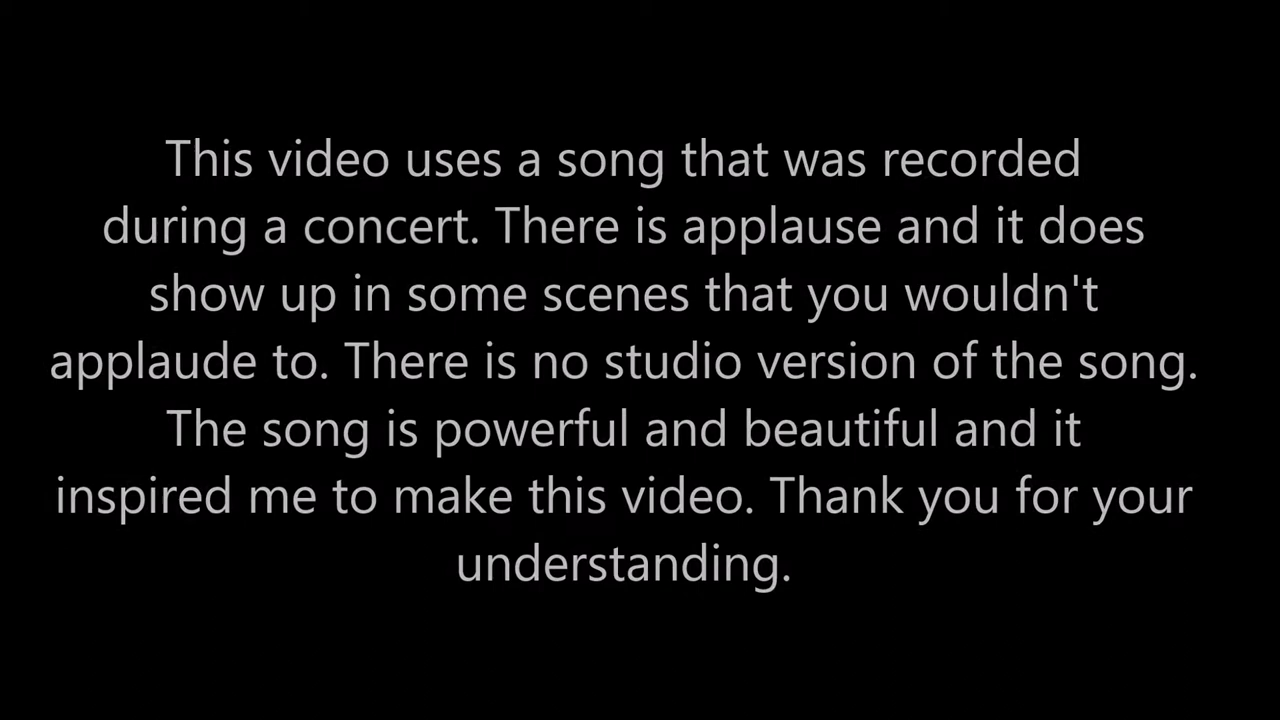 This video uses a song that was recorded
during a concert. There is applause and it does
show up in some scenes that you wouldn't
applaude to. There is no studio version of the song.
The song is powerful and beautiful and it
inspired me to make this video. Thank you for your
understanding.